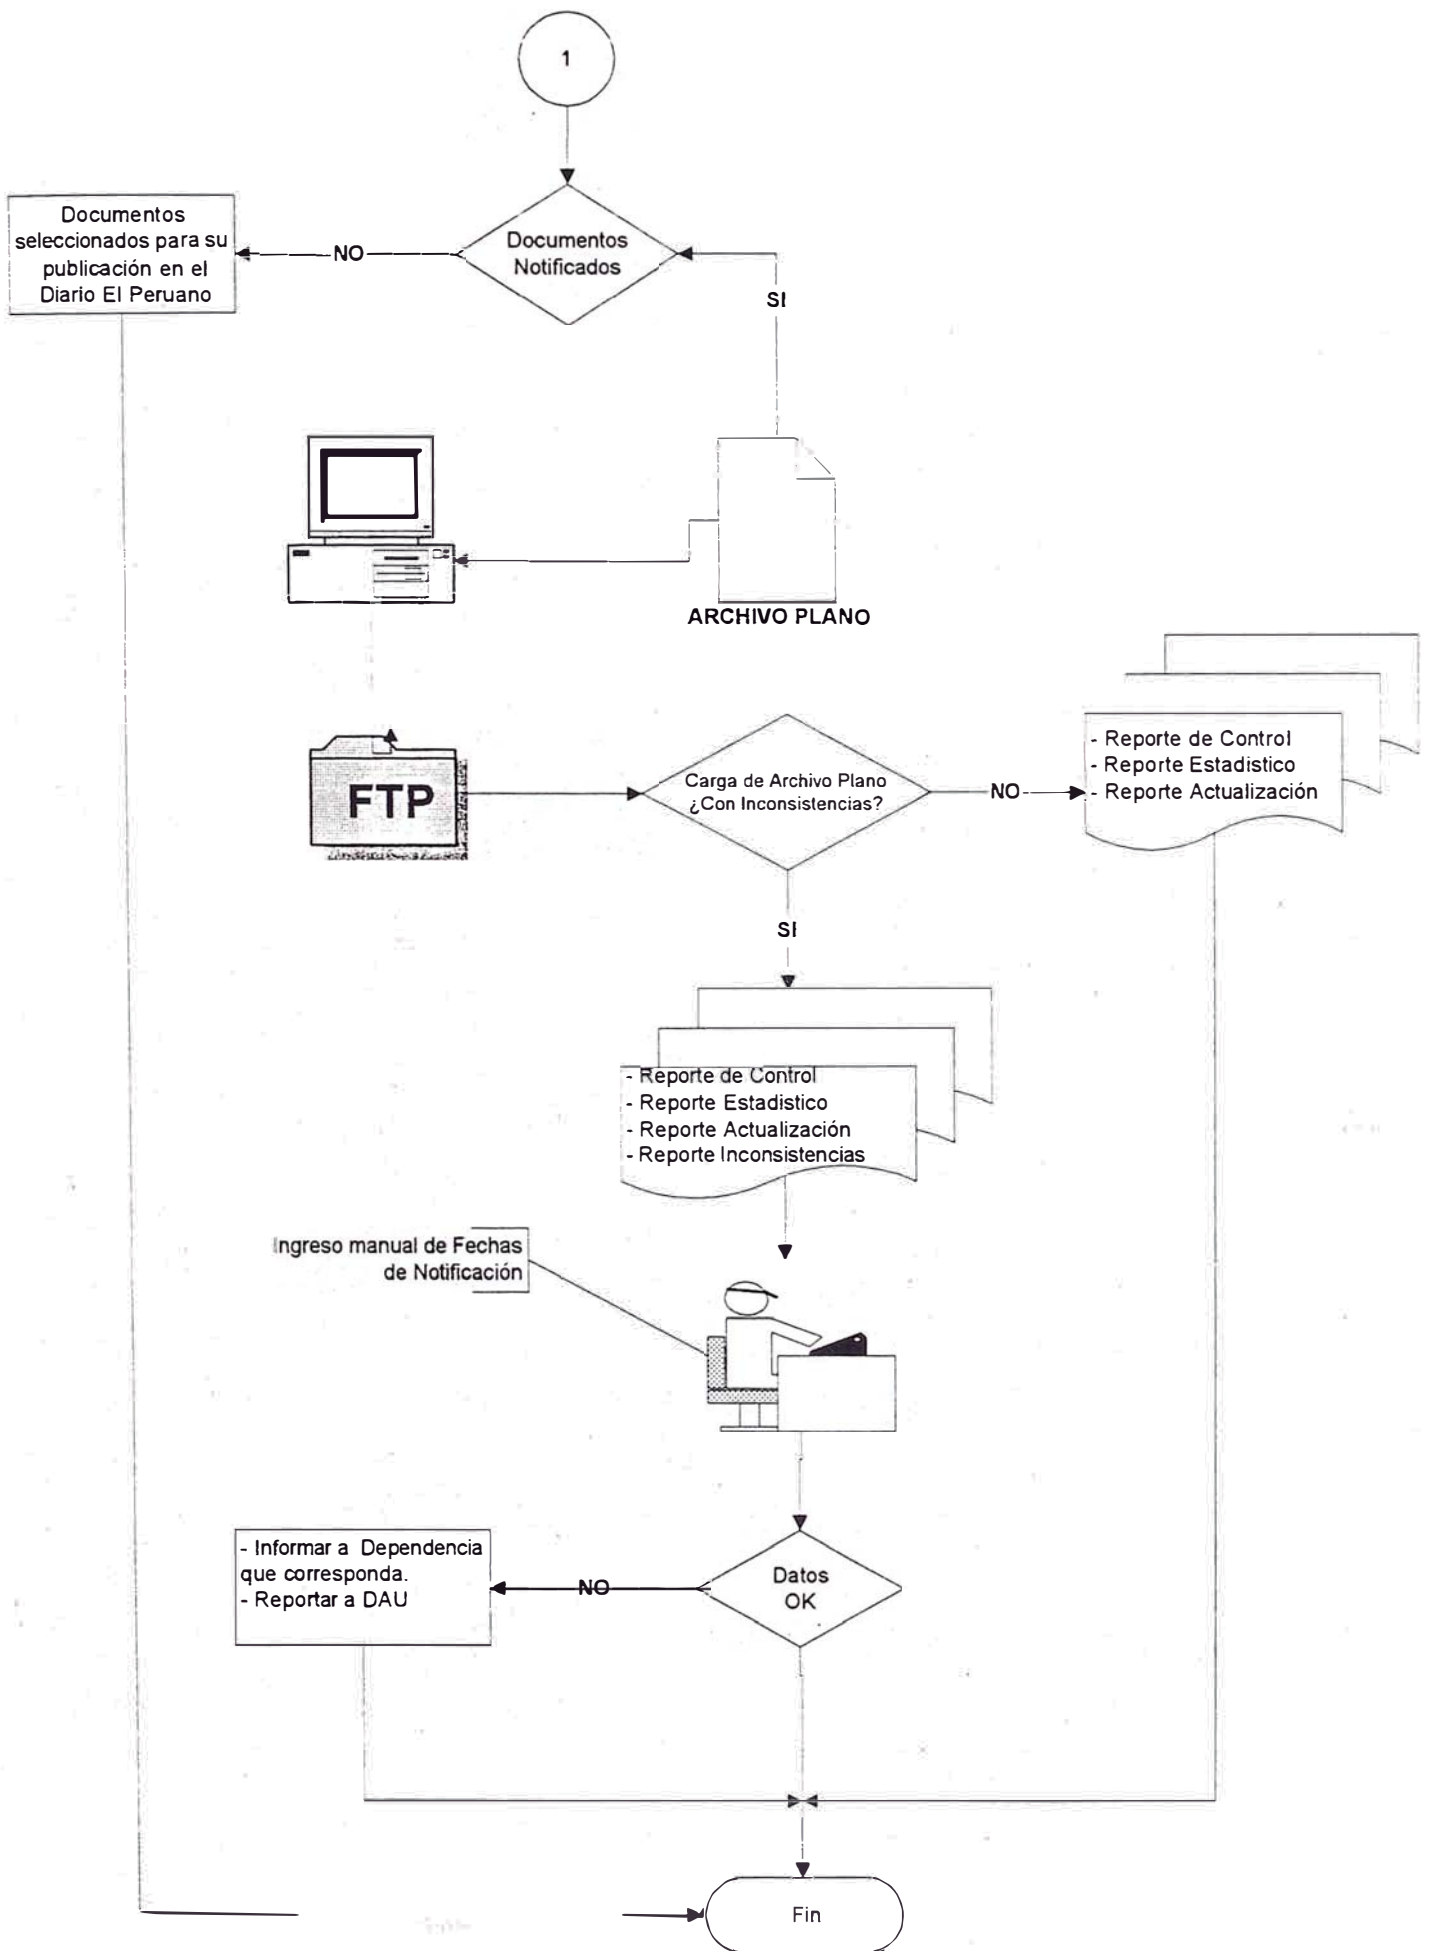 1
Documentos
seleccionados para su
publicación en el
Diario El Peruano
NO
Documentos
Notificados
SI
ARCHIVO PLANO
FTP
Carga de Archivo Plano
¿Con Inconsistencias?
NO
- Reporte de Control
- Reporte Estadistico
- Reporte Actualización
SI
- Reporte de Control
- Reporte Estadistico
- Reporte Actualización
- Reporte Inconsistencias
Ingreso manual de Fechas
de Notificación
- Informar a Dependencia
que corresponda.
- Reportar a DAU
NO
Datos
OK
Fin